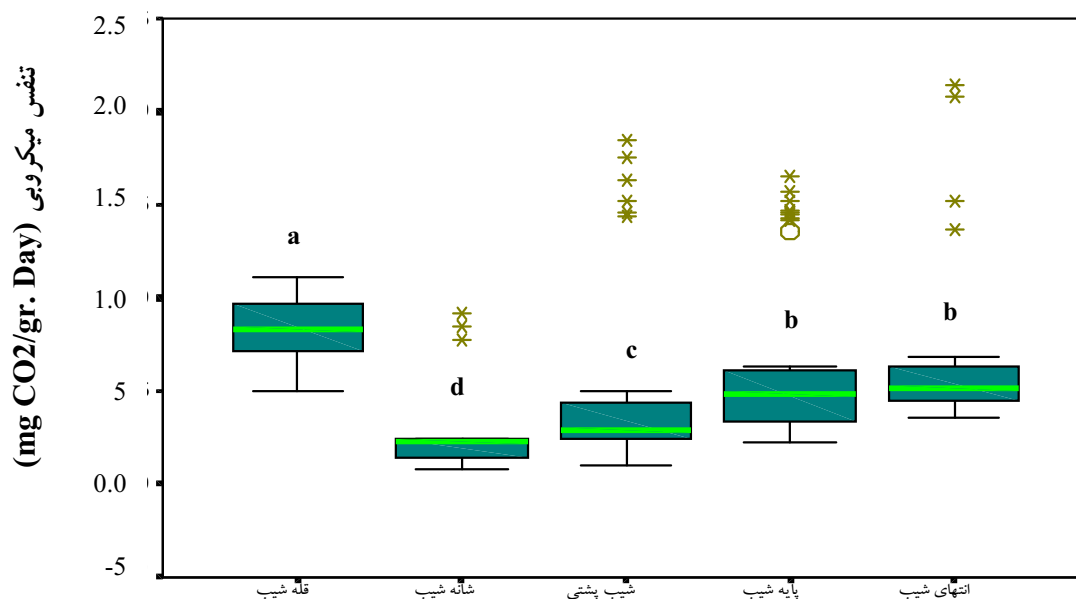 تنفس میکروبی (mg CO2/gr. Day)
2.5
2.0
1.5
1.0
5
0.0
-5
a
d
c
b
b
قله شیب
شانه شیب
شیب پشتی
پایه شیب
انتهای شیب